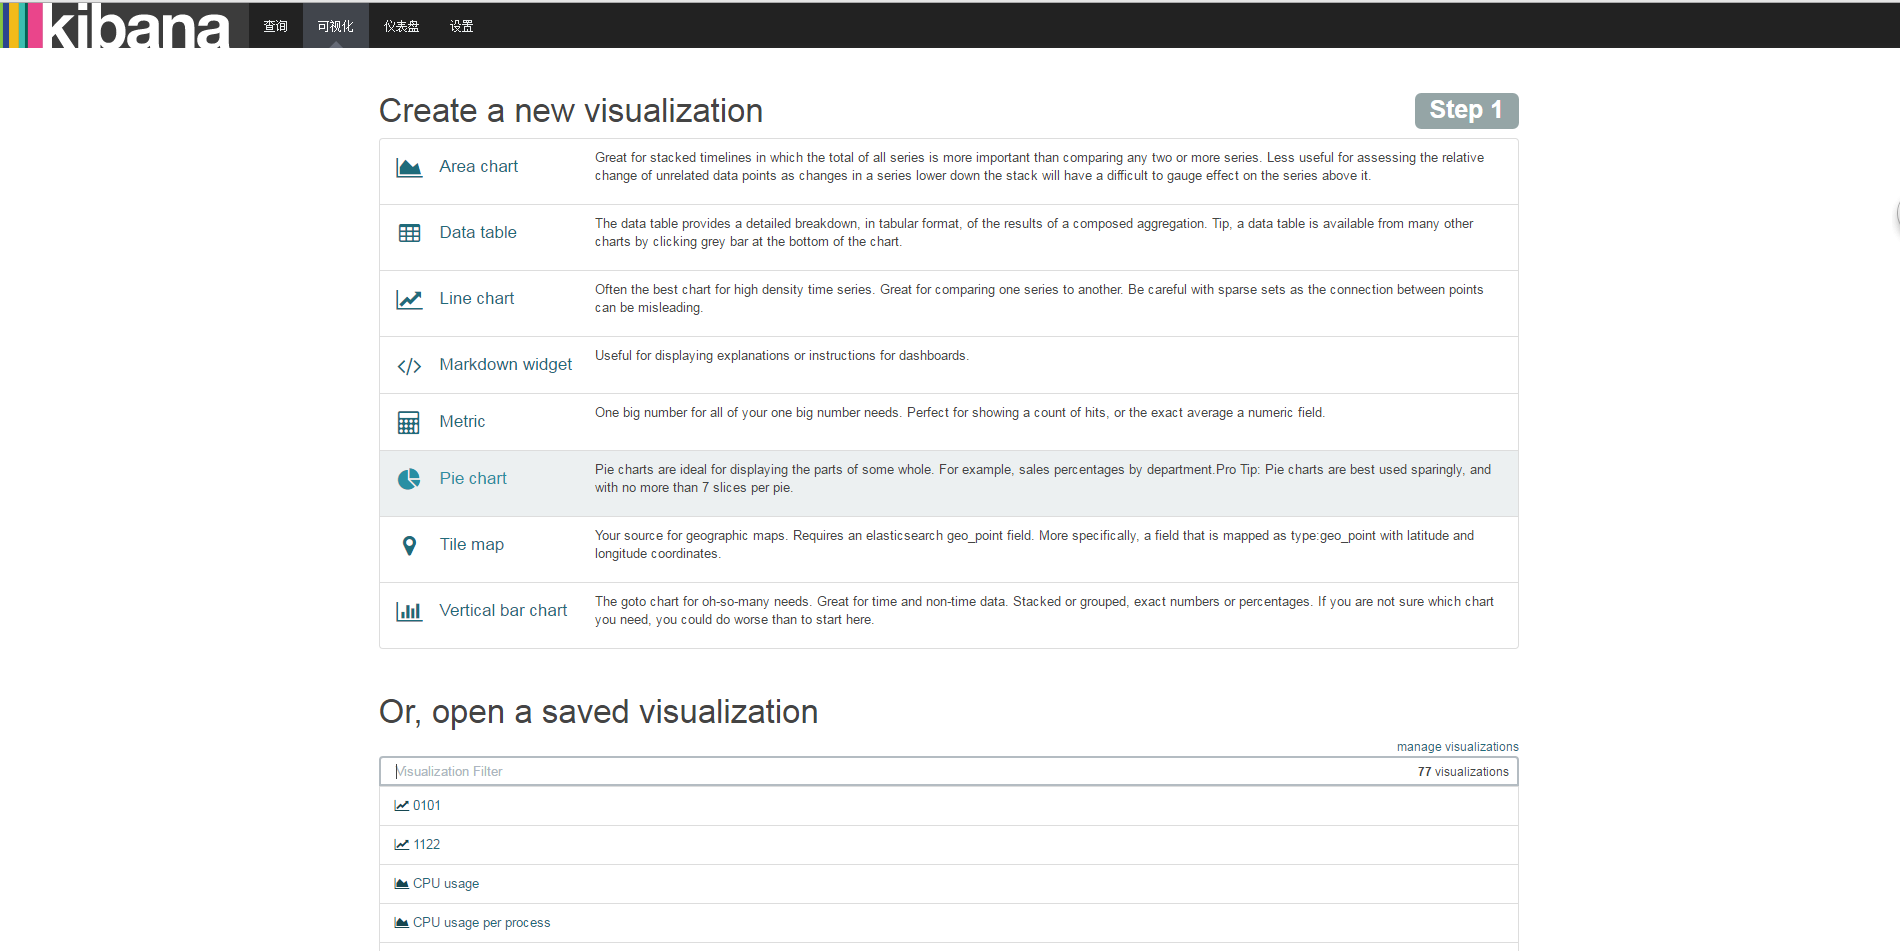 kibana 查询 可视化 仪表盘 设置
Create a new visualization Step 1
Area chart
Great for stacked timelines in which the total of all series is more important than comparing any two or more series. Less useful for assessing the relative
change of unrelated data points as changes in a series lower down the stack will have a difficult to gauge effect on the series above it.
Data table
The data table provides a detailed breakdown, in tabular format, of the results of a composed aggregation. Tip, a data table is available from many other
charts by clicking grey bar at the bottom of the chart.
Line chart
Often the best chart for high density time series. Great for comparing one series to another. Be careful with sparse sets as the connection between points
can be misleading.
Markdown widget
Useful for displaying explanations or instructions for dashboards.
Metric
One big number for all of your one big number needs. Perfect for showing a count of hits, or the exact average a numeric field.
Pie chart
Pie charts are ideal for displaying the parts of some whole. For example, sales percentages by department.Pro Tip: Pie charts are best used sparingly, and
with no more than 7 slices per pie.
Tile map
Your source for geographic maps. Requires an elasticsearch geo_point field. More specifically, a field that is mapped as type:geo_point with latitude and
longitude coordinates.
Vertical bar chart
The goto chart for oh-so-many needs. Great for time and non-time data. Stacked or grouped, exact numbers or percentages. If you are not sure which chart
you need, you could do worse than to start here.
Or, open a saved visualization
manage visualizations
Visualization Filter 77 visualizations
0101
1122
CPU usage
CPU usage per process